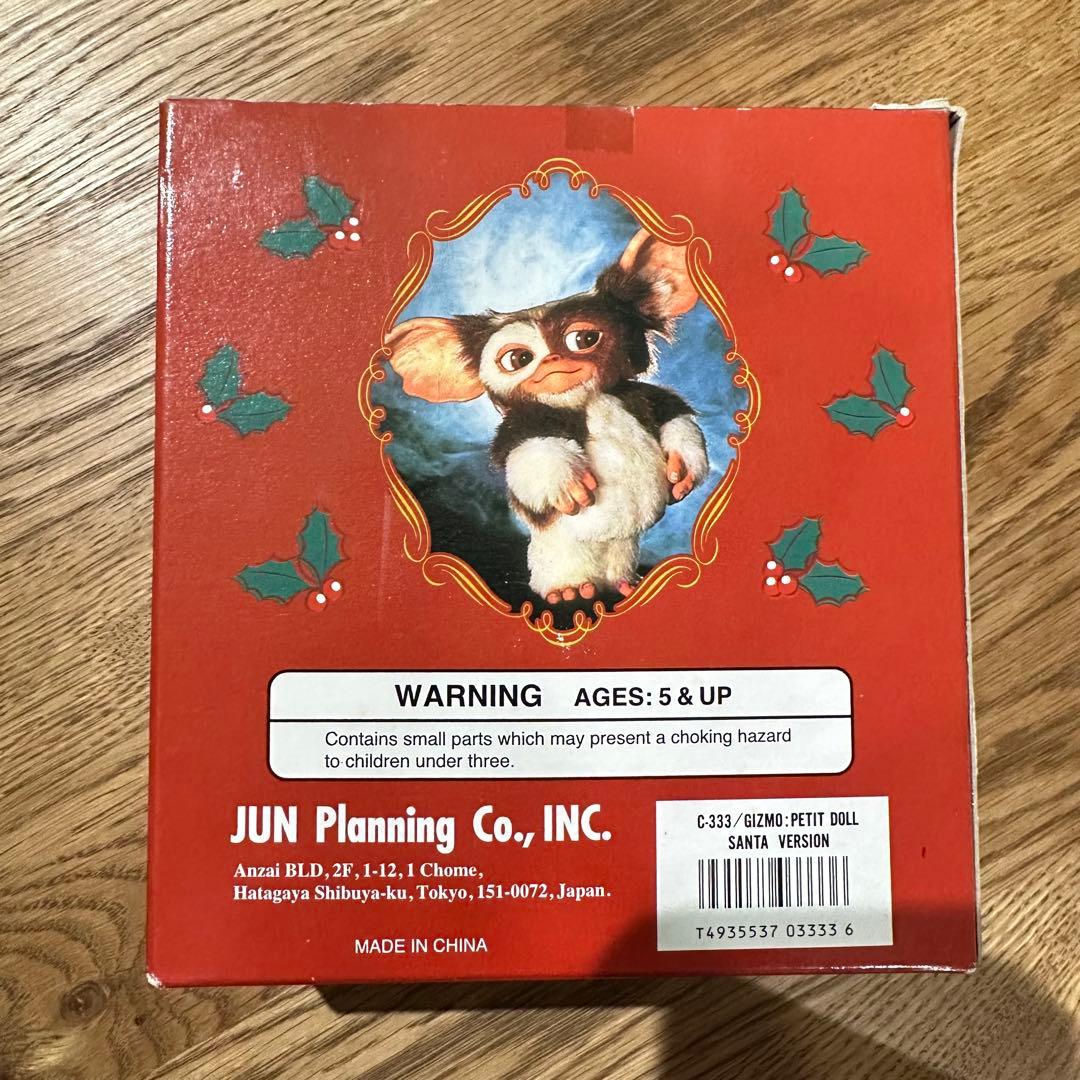 WARNING AGES: 5 & UP
Contains small parts which may present a choking hazard
to children under three.
JUN Planning Co., INC.
Anzai BLD, 2F, 1-12, 1 Chome,
Hatagaya Shibuya-ku, Tokyo, 151-0072, Japan.
MADE IN CHINA
C-333/GIZMO:PETIT DOLL
SANTA VERSION
T4935537 03333 6